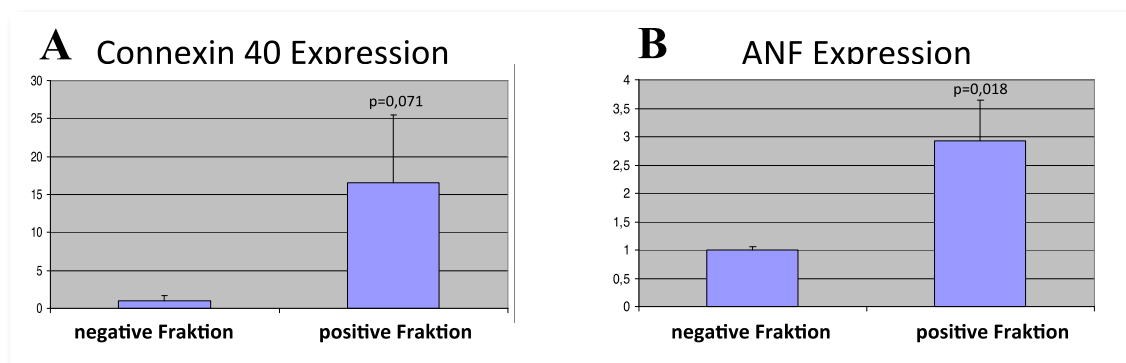 A Connexin 40 Expression
30
25
20
15
10
5
0
p=0,071
negative Fraktion positive Fraktion
B ANF Expression
4
3,5
3
2,5
2
1,5
1
0,5
0
p=0,018
negative Fraktion positive Fraktion